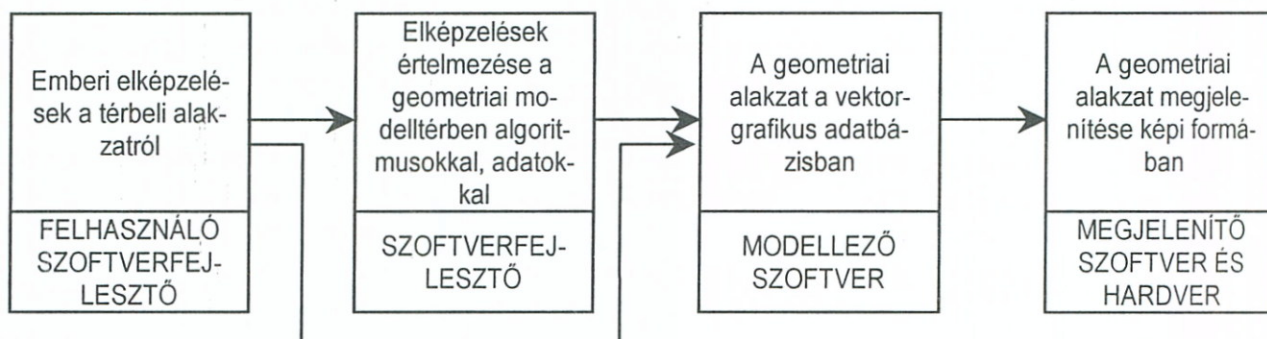 Emberi elképzelé-
sek a térbeli alak-
zatról
FELHASZNÁLÓ
SZOFTVERFEJ-
LESZTŐ
Elképzelések
értelmezése a
geometriai mo-
delltérben algorit-
musokkal, adatok-
kal
SZOFTVERFEJ-
LESZTŐ
A geometriai
alakzat a vektor-
grafikus adatbá-
zisban
MODELLEZŐ
SZOFTVER
A geometriai
alakzat megjele-
nítése képi formá-
ban
MEGJELENÍTŐ
SZOFTVER ÉS
HARDVER